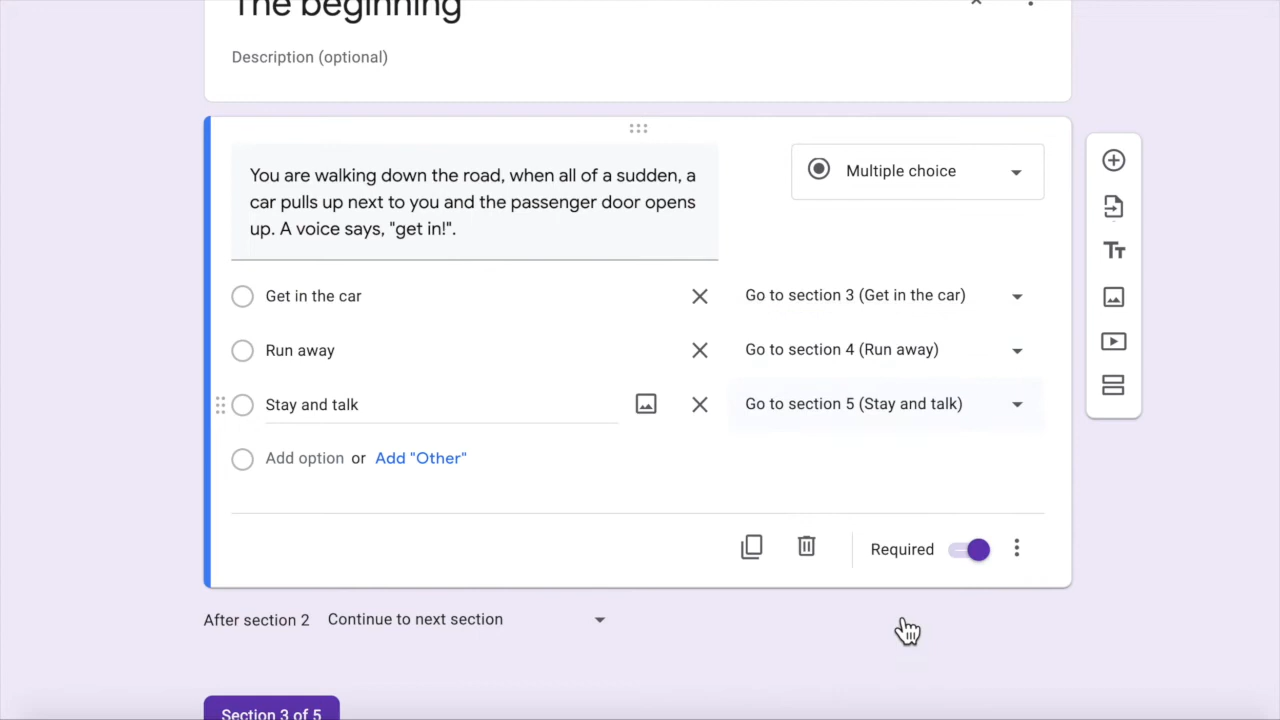 The beginning
Description (optional)
You are walking down the road, when all of a sudden, a
car pulls up next to you and the passenger door opens
up. A voice says, "get in!".
Multiple choice
Get in the car
Go to section 3 (Get in the car)
Run away
Go to section 4 (Run away)
Stay and talk
Go to section 5 (Stay and talk)
Add option or Add "Other"
Required
After section 2 Continue to next section
Section 3 of 5